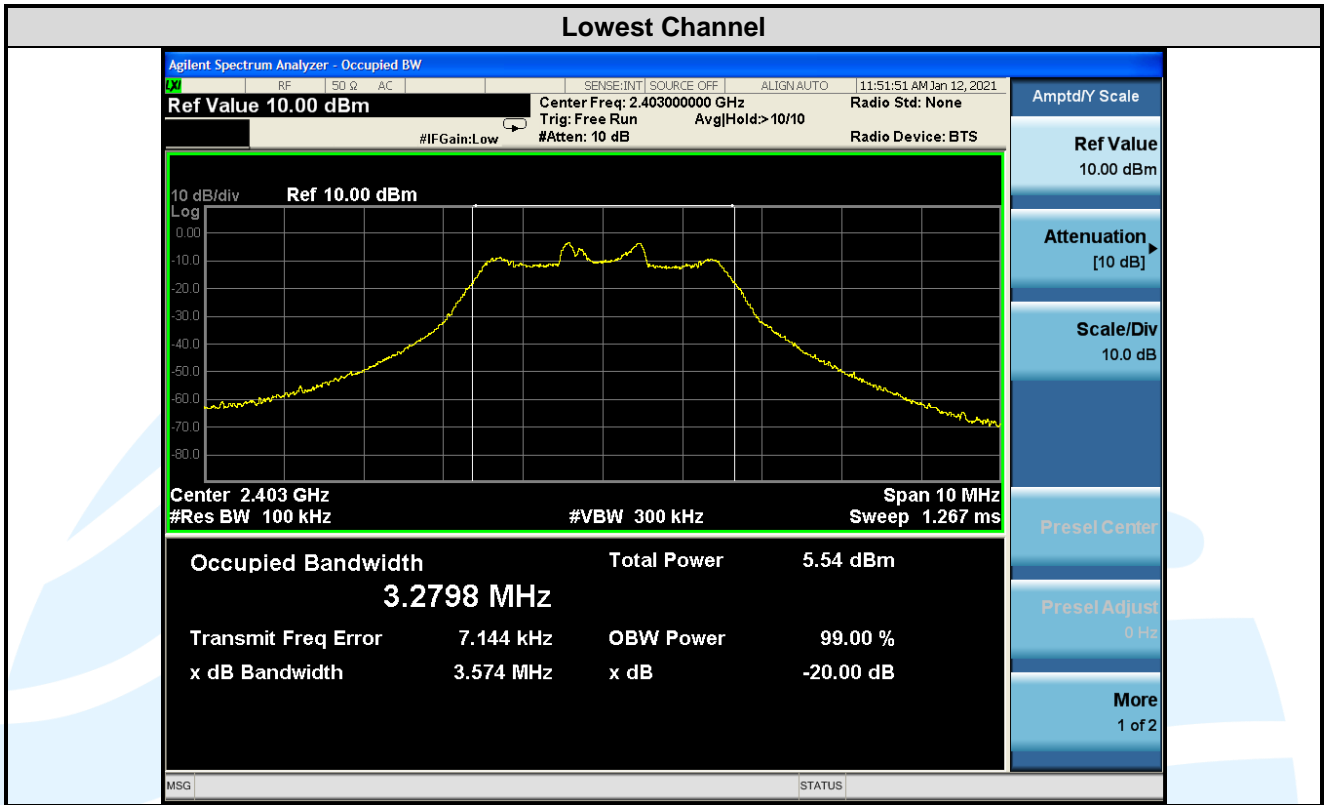 Lowest Channel
Agilent Spectrum Analyzer - Occupied BW
LXI RF 50 Ω AC SENSE:INT SOURCE OFF ALIGN AUTO 11:51:51 AM Jan 12, 2021
Ref Value 10.00 dBm
Center Freq: 2.403000000 GHz
Radio Std: None
Trig: Free Run Avg|Hold:>10/10
#IFGain:Low #Atten: 10 dB Radio Device: BTS
10 dB/div Ref 10.00 dBm
Log
0.00
-10.0
-20.0
-30.0
-40.0
-50.0
-60.0
-70.0
-80.0
Center 2.403 GHz Span 10 MHz
#Res BW 100 kHz #VBW 300 kHz Sweep 1.267 ms
Occupied Bandwidth Total Power 5.54 dBm
3.2798 MHz
Transmit Freq Error 7.144 kHz OBW Power 99.00 %
x dB Bandwidth 3.574 MHz x dB -20.00 dB
MSG STATUS
Amptd/Y Scale
Ref Value
10.00 dBm
Attenuation
[10 dB]
Scale/Div
10.0 dB
Presel Center
Presel Adjust
0 Hz
More
1 of 2